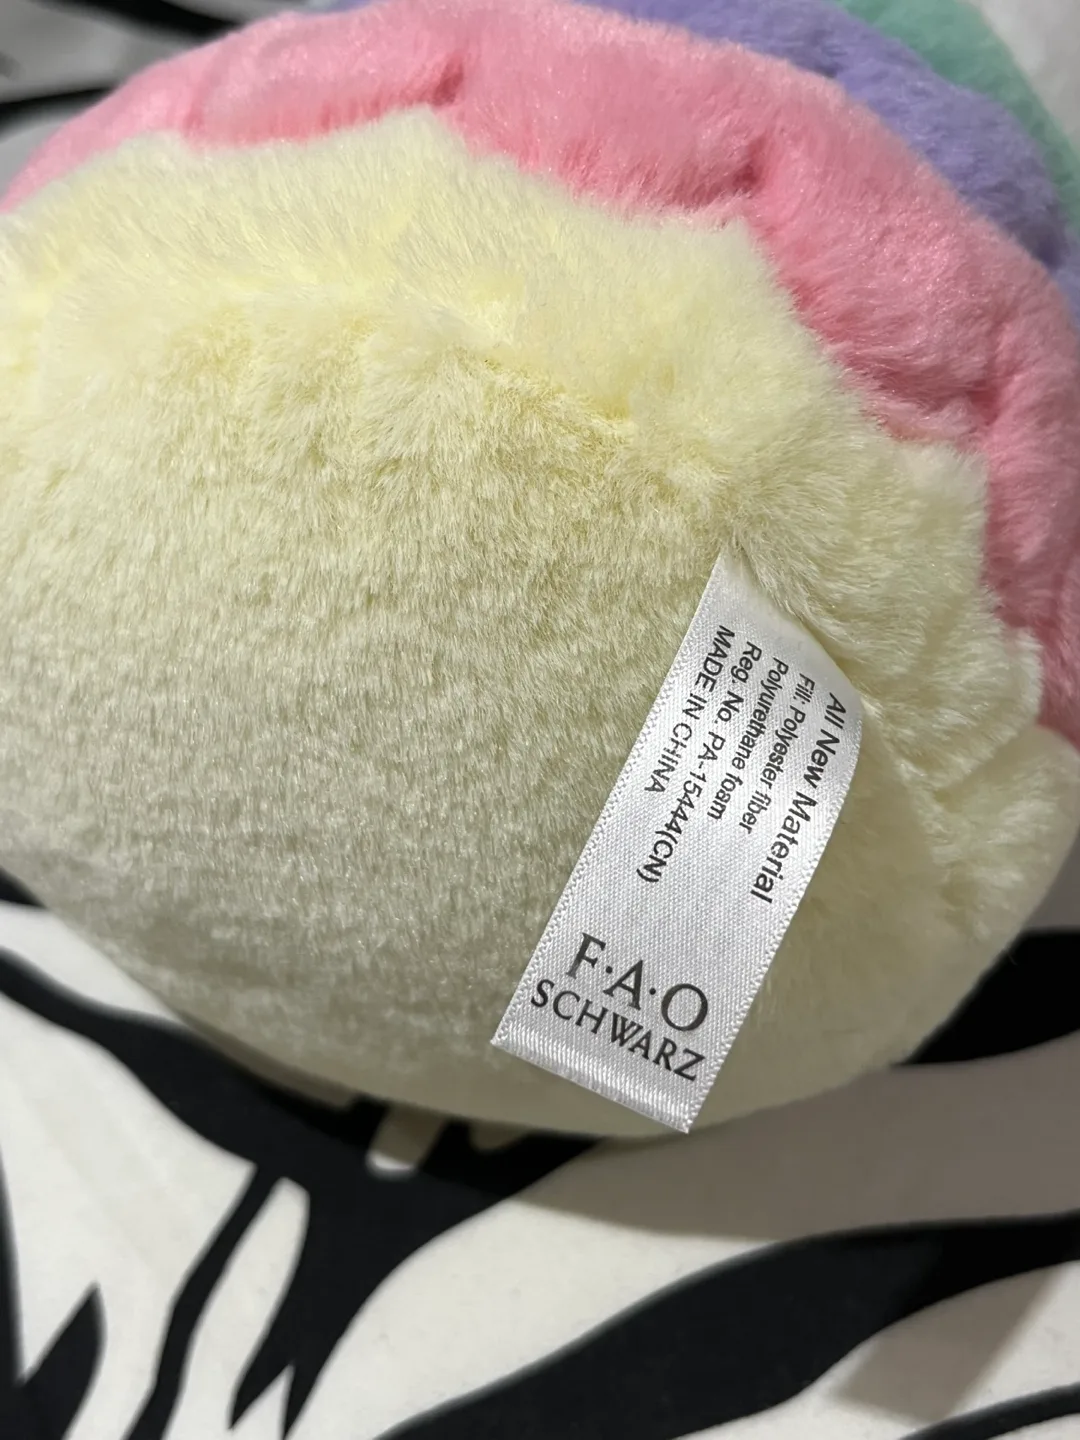 All New Material
Fill: Polyester fiber
Polyurethane foam
Reg. No. PA-15444(CN)
MADE IN CHINA
F·A·O
SCHWARZ